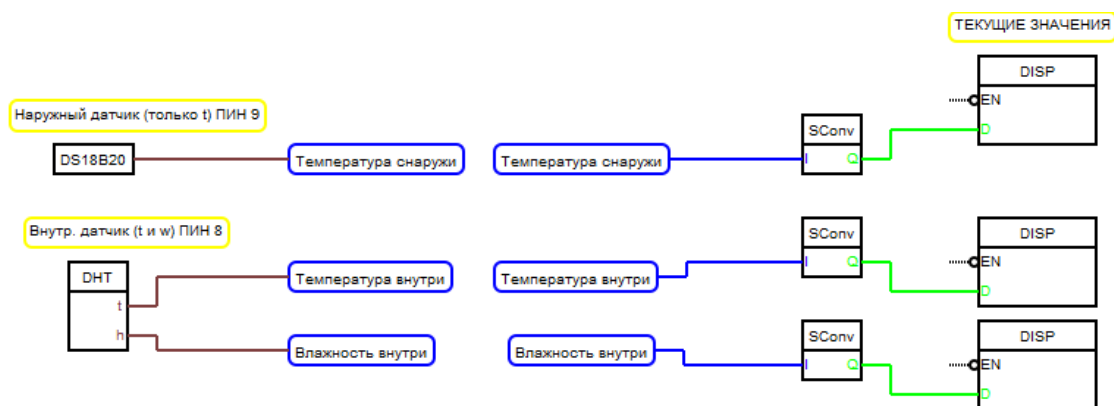 ТЕКУЩИЕ ЗНАЧЕНИЯ
DISP
EN
D
Наружный датчик (только t) ПИН 9
DS18B20
Температура снаружи
Температура снаружи
SConv
I
Q
Внутр. датчик (t и w) ПИН 8
DHT
t
h
Температура внутри
Температура внутри
SConv
I
Q
DISP
EN
D
Влажность внутри
Влажность внутри
SConv
I
Q
DISP
EN
D